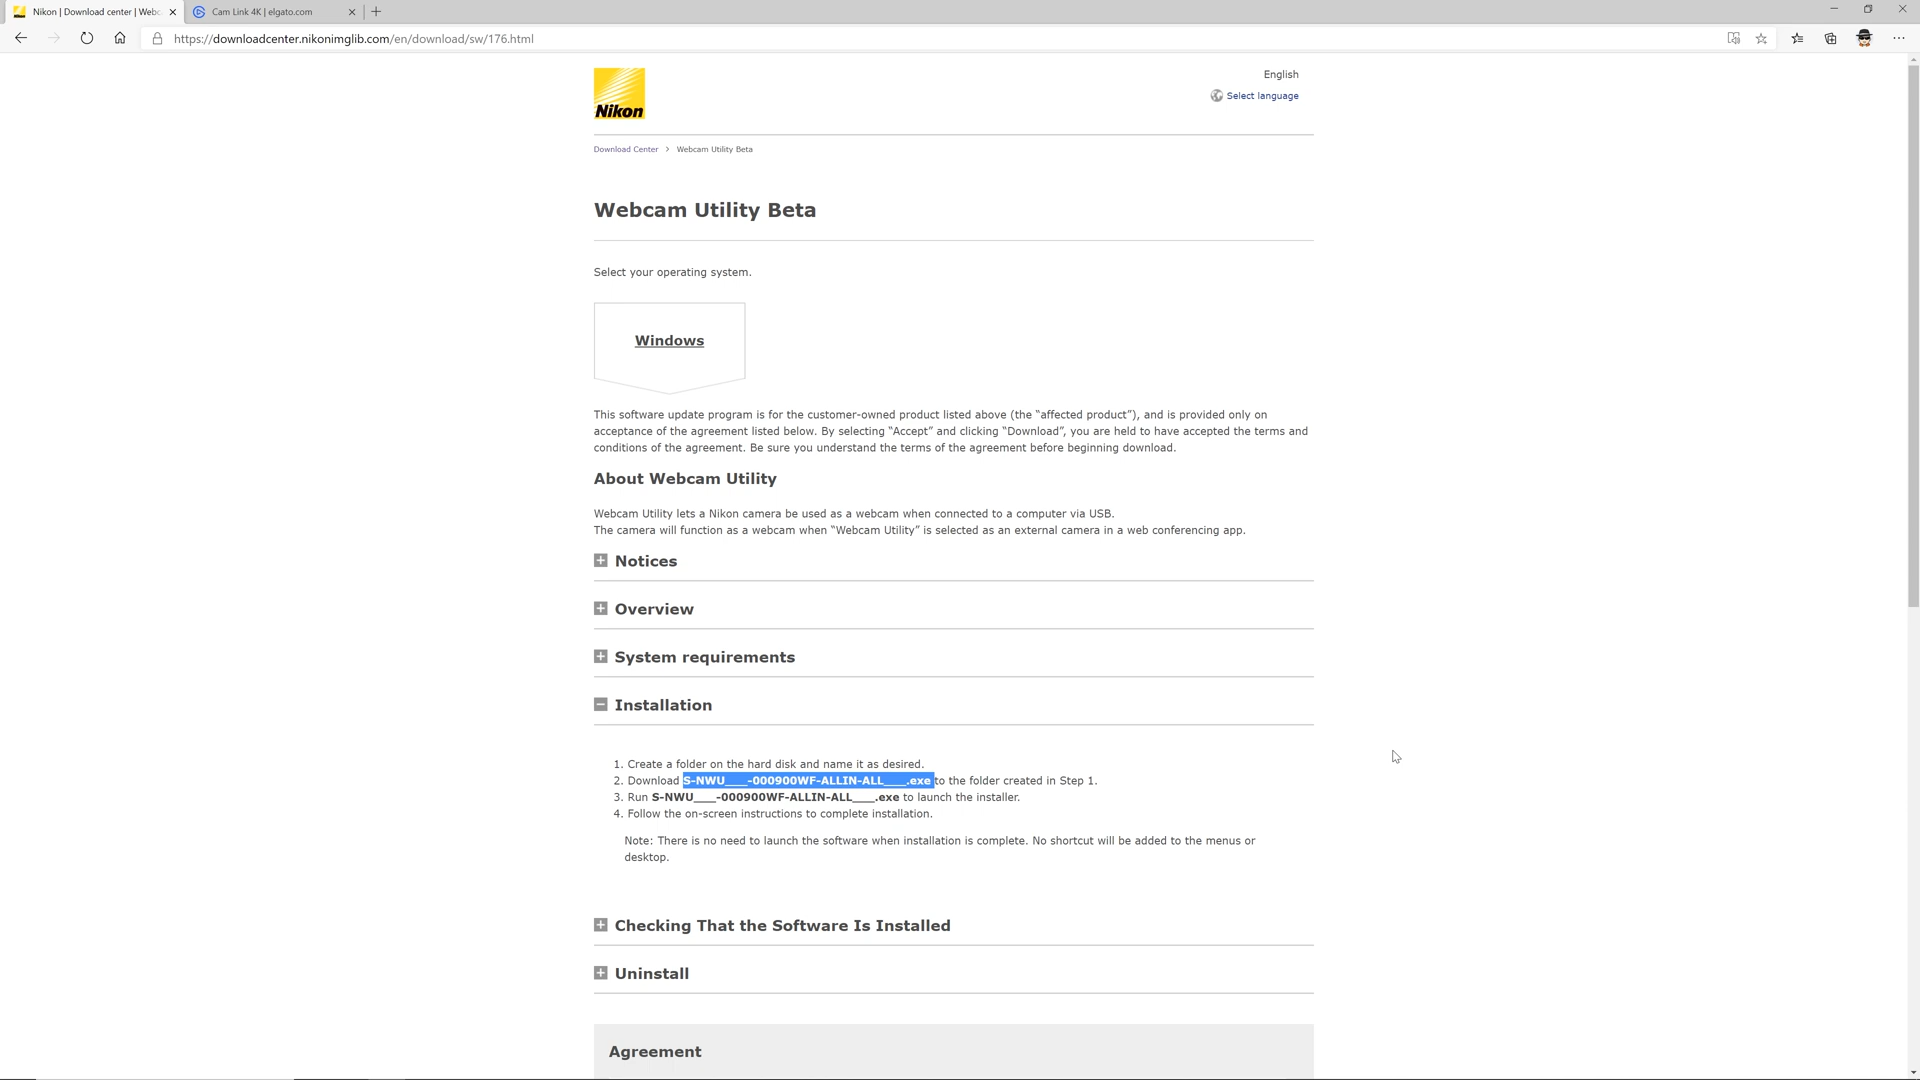 Nikon | Download center | Webc
Cam Link 4K | elgato.com
https://downloadcenter.nikonimglib.com/en/download/sw/176.html
Nikon
English
Select language
Download Center > Webcam Utility Beta
Webcam Utility Beta
Select your operating system.
Windows
This software update program is for the customer-owned product listed above (the “affected product”), and is provided only on
acceptance of the agreement listed below. By selecting “Accept” and clicking “Download”, you are held to have accepted the terms and
conditions of the agreement. Be sure you understand the terms of the agreement before beginning download.
About Webcam Utility
Webcam Utility lets a Nikon camera be used as a webcam when connected to a computer via USB.
The camera will function as a webcam when “Webcam Utility” is selected as an external camera in a web conferencing app.
Notices
Overview
System requirements
Installation
1. Create a folder on the hard disk and name it as desired.
2. Download S-NWU____-000900WF-ALLIN-ALL____.exe to the folder created in Step 1.
3. Run S-NWU____-000900WF-ALLIN-ALL____.exe to launch the installer.
4. Follow the on-screen instructions to complete installation.
Note: There is no need to launch the software when installation is complete. No shortcut will be added to the menus or
desktop.
Checking That the Software Is Installed
Uninstall
Agreement